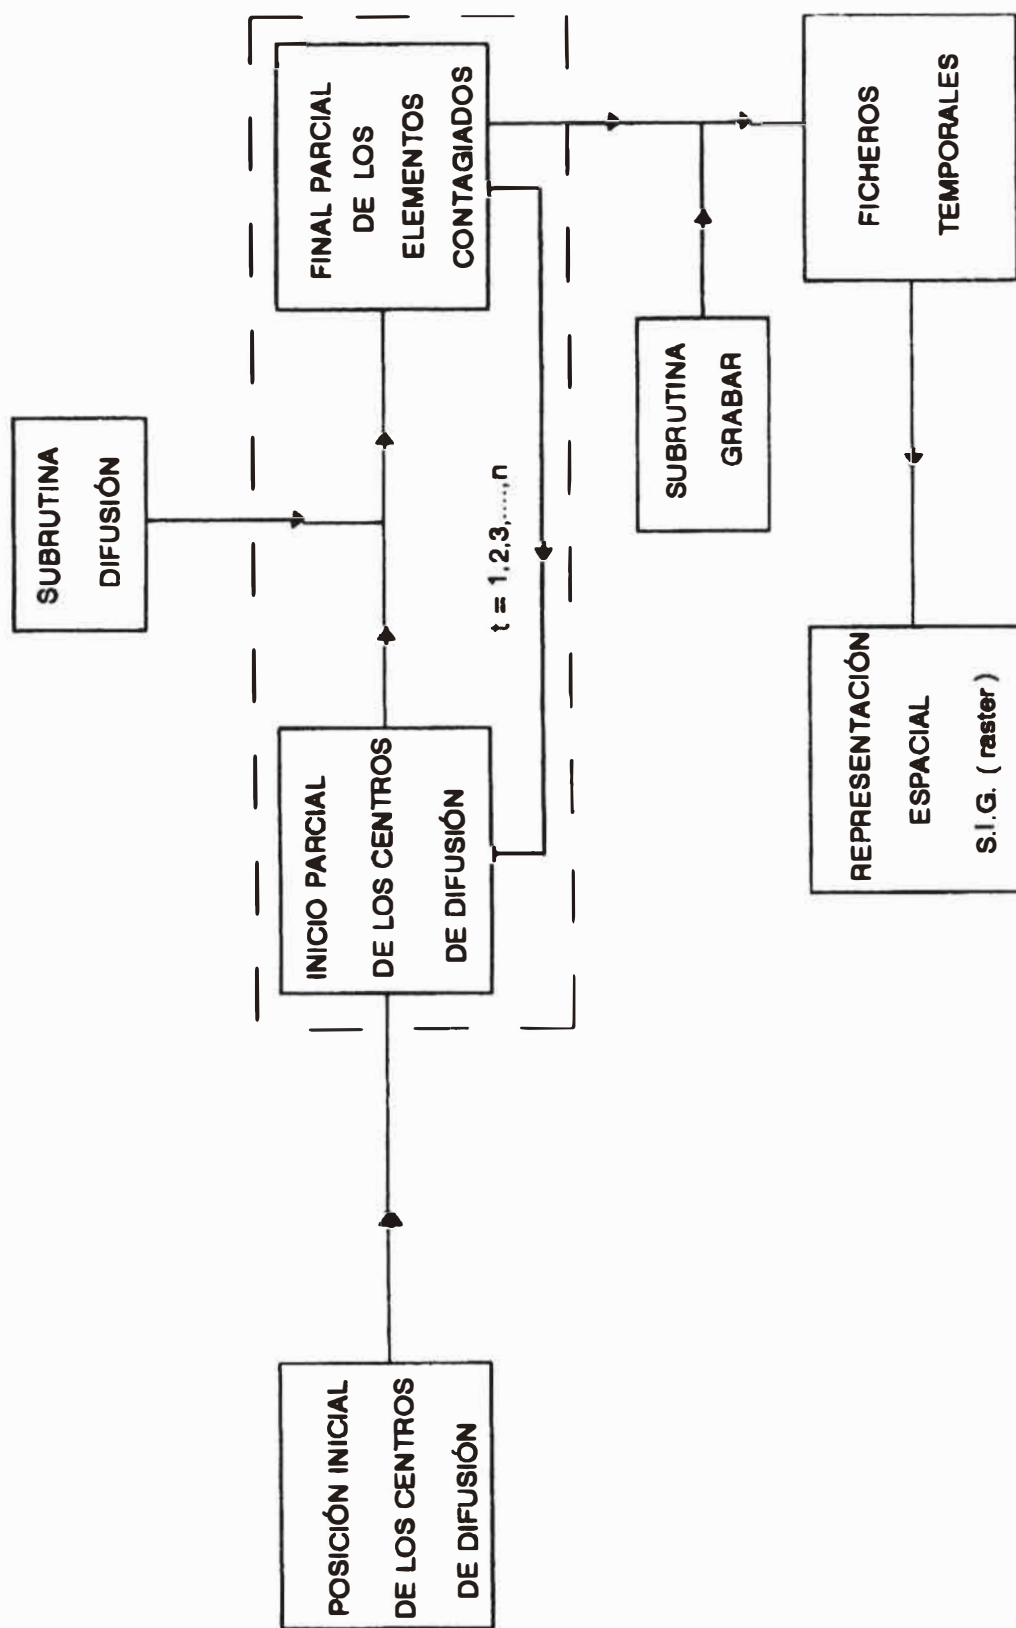 SUBRUTINA
DIFUSIÓN
POSICIÓN INICIAL
DE LOS CENTROS
DE DIFUSIÓN
INICIO PARCIAL
DE LOS CENTROS
DE DIFUSIÓN
FINAL PARCIAL
DE LOS
ELEMENTOS
CONTAGIADOS
t = 1,2,3,....,n
SUBRUTINA
GRABAR
REPRESENTACIÓN
ESPACIAL
S.I.G. ( raster )
FICHEROS
TEMPORALES